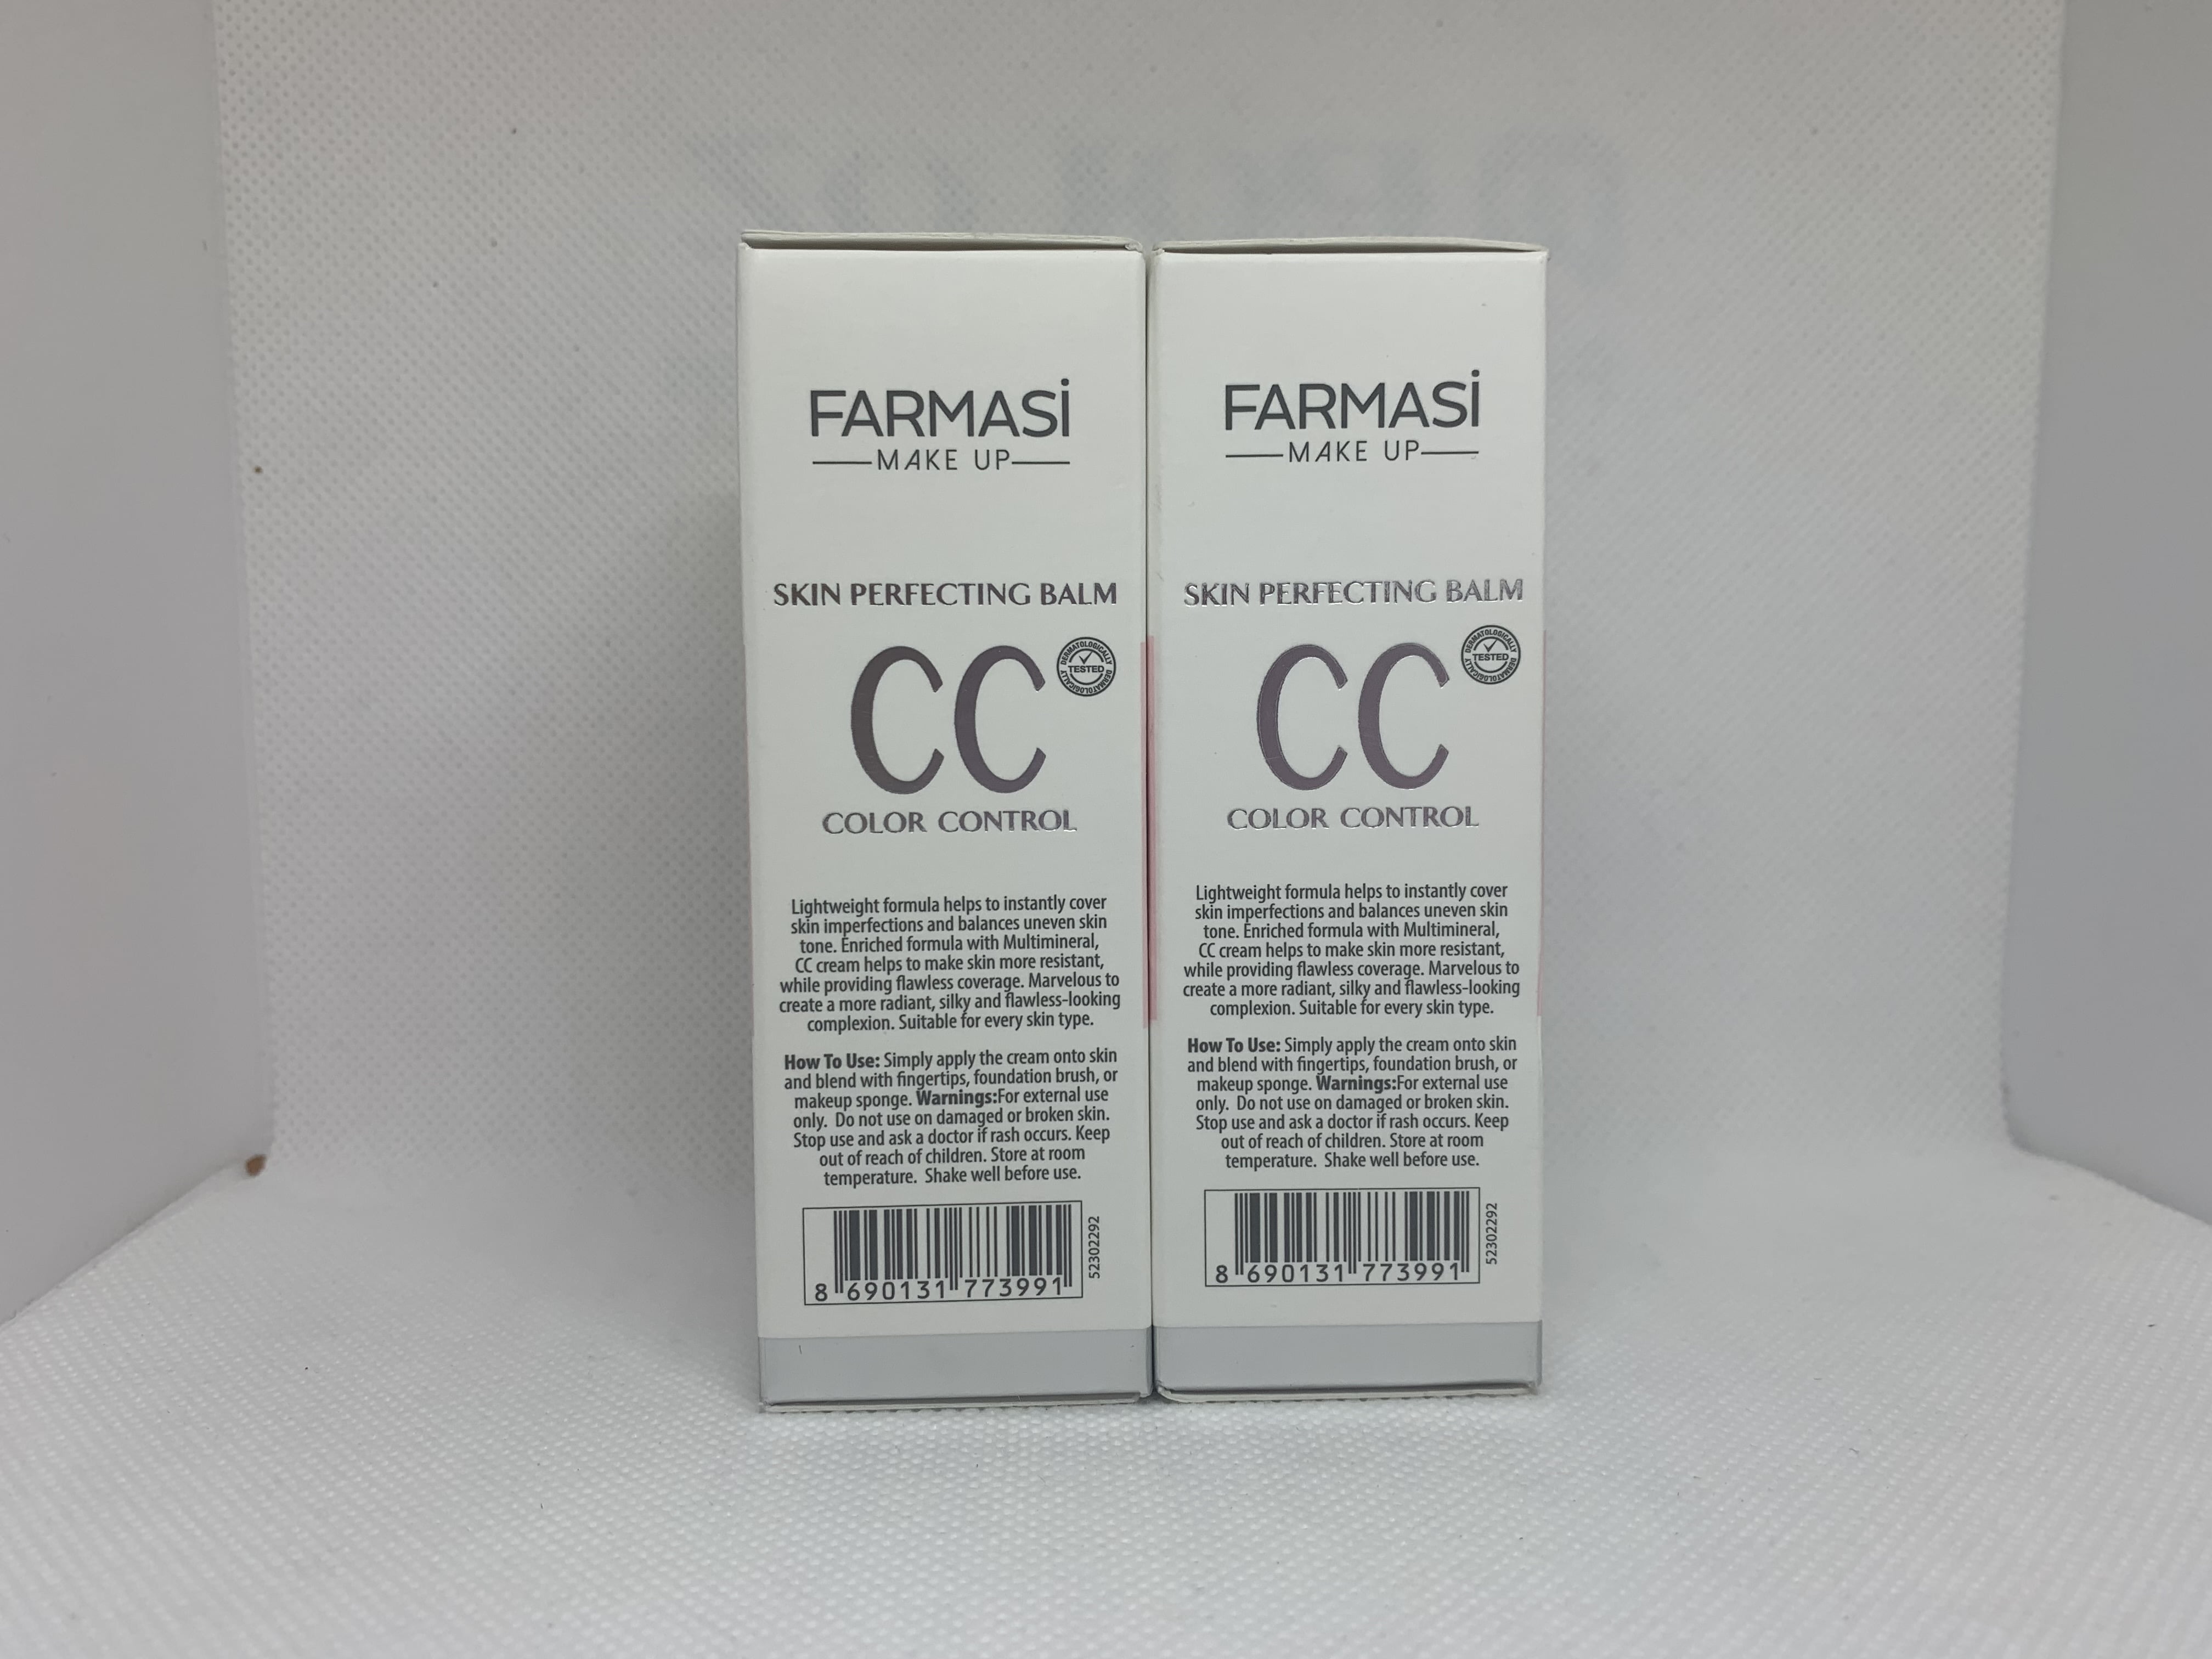 FARMASİ
MAKE UP
SKIN PERFECTING BALM
CC
DERMATOLOGICALLY
TESTED
DERMATOLOGICALLY
COLOR CONTROL
Lightweight formula helps to instantly cover
skin imperfections and balances uneven skin
tone. Enriched formula with Multimineral,
CC cream helps to make skin more resistant,
while providing flawless coverage. Marvelous to
create a more radiant, silky and flawless-looking
complexion. Suitable for every skin type.
How To Use: Simply apply the cream onto skin
and blend with fingertips, foundation brush, or
makeup sponge. Warnings:For external use
only. Do not use on damaged or broken skin.
Stop use and ask a doctor if rash occurs. Keep
out of reach of children. Store at room
temperature. Shake well before use.
8 690131 773991
52302292
FARMASİ
MAKE UP
SKIN PERFECTING BALM
CC
DERMATOLOGICALLY
TESTED
DERMATOLOGICALLY
COLOR CONTROL
Lightweight formula helps to instantly cover
skin imperfections and balances uneven skin
tone. Enriched formula with Multimineral,
CC cream helps to make skin more resistant,
while providing flawless coverage. Marvelous to
create a more radiant, silky and flawless-looking
complexion. Suitable for every skin type.
How To Use: Simply apply the cream onto skin
and blend with fingertips, foundation brush, or
makeup sponge. Warnings:For external use
only. Do not use on damaged or broken skin.
Stop use and ask a doctor if rash occurs. Keep
out of reach of children. Store at room
temperature. Shake well before use.
8 690131 773991
52302292